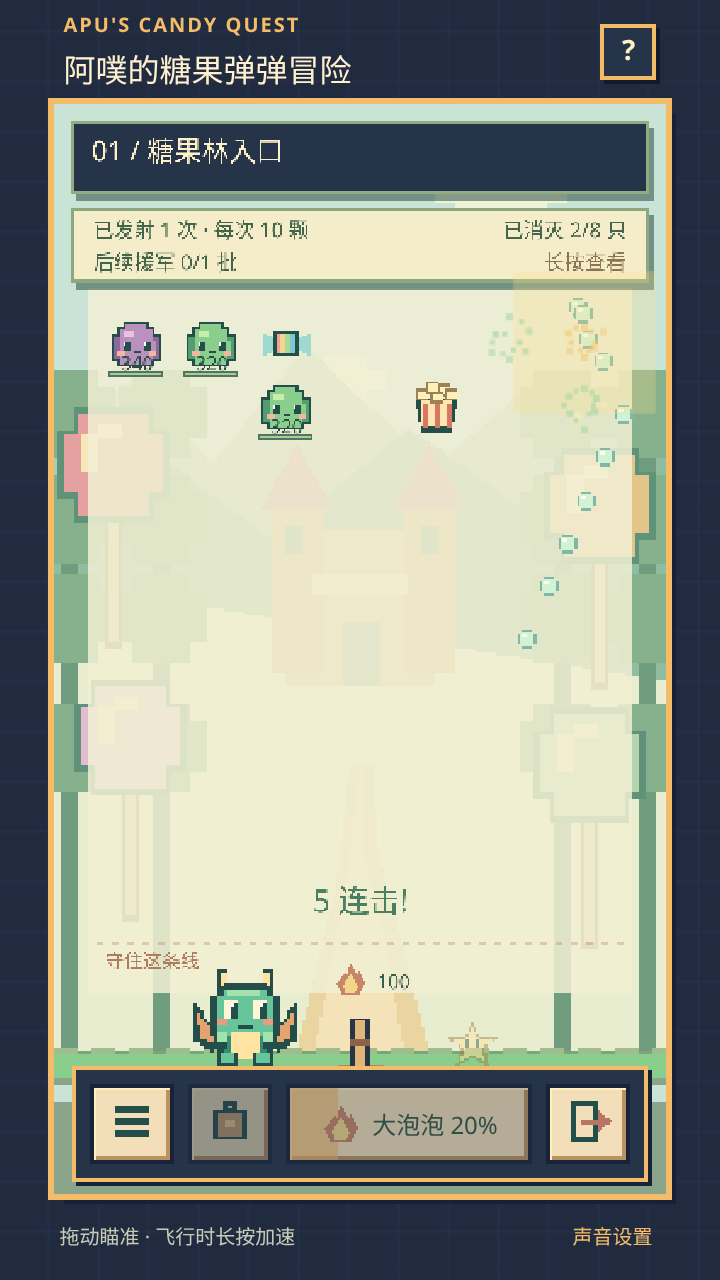 APU'S CANDY QUEST
阿噗的糖果弹弹冒险
?
01 / 糖果林入口
已发射 1 次 · 每次 10 颗
已消灭 2/8 只
后续援军 0/1 批
长按查看
340
320
320
5 连击!
守住这条线
100
大泡泡 20%
拖动瞄准 · 飞行时长按加速
声音设置